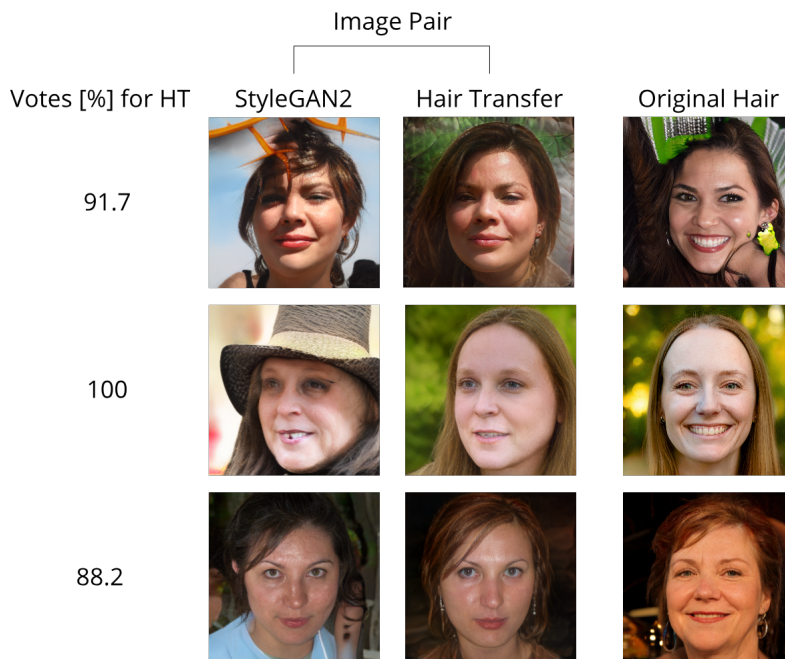 Image Pair
Votes [%] for HT StyleGAN2 Hair Transfer Original Hair
91.7
100
88.2